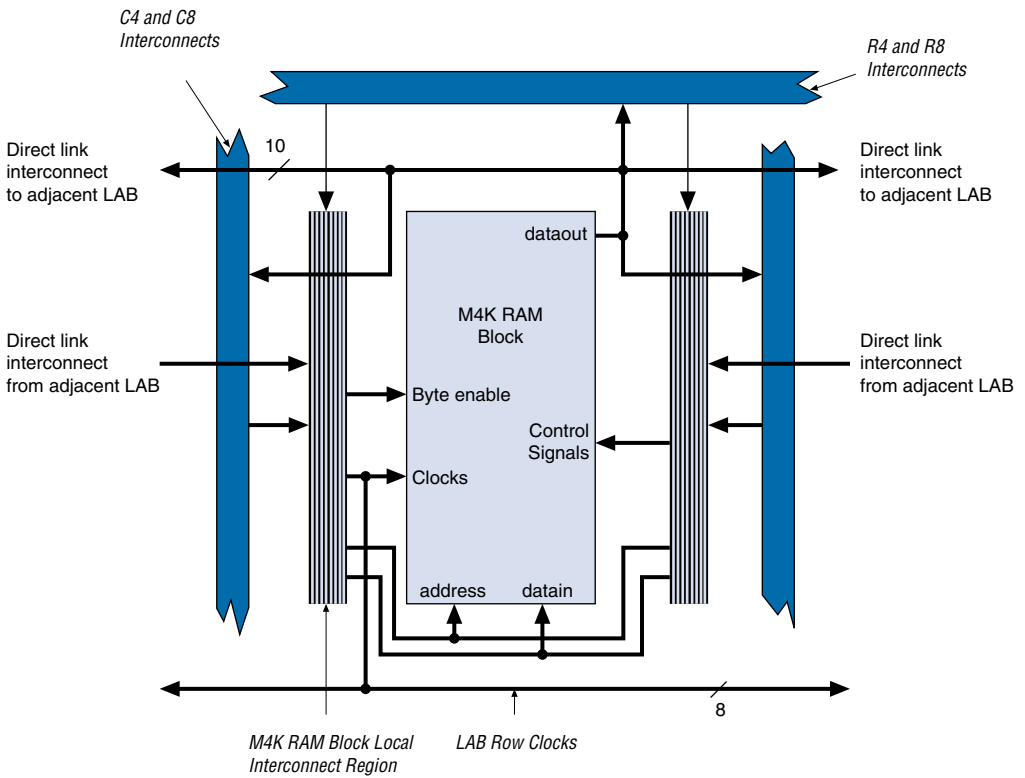 C4 and C8
Interconnects
R4 and R8
Interconnects
10
Direct link
interconnect
to adjacent LAB
Direct link
interconnect
to adjacent LAB
dataout
M4K RAM
Block
Direct link
interconnect
from adjacent LAB
Direct link
interconnect
from adjacent LAB
Byte enable
Control
Signals
Clocks
address
datain
8
M4K RAM Block Local
Interconnect Region
LAB Row Clocks